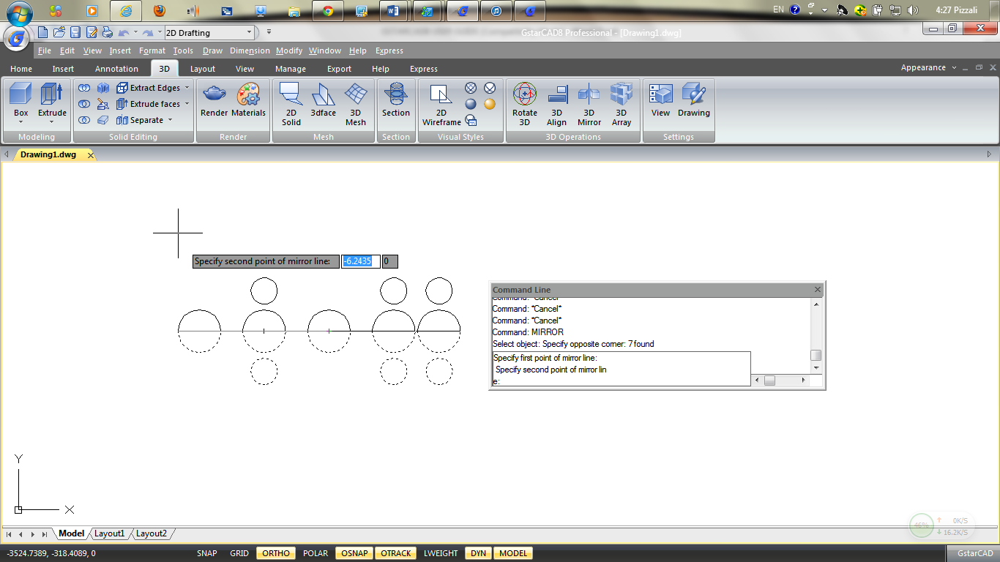 EN
4:27 Pizzali
2D Drafting
GstarCAD8 Professional - [Drawing1.dwg]
File Edit View Insert Format Tools Draw Dimension Modify Window Help Express
Home Insert Annotation 3D Layout View Manage Export Help Express Appearance
Box Extrude
Extract Edges
Extrude faces
Separate
Render Materials
2D Solid
3dface
3D Mesh
Section
2D Wireframe
Rotate 3D
3D Align
3D Mirror
3D Array
View Drawing
Modeling Solid Editing Render Mesh Section Visual Styles 3D Operations Settings
Drawing1.dwg
Specify second point of mirror line: -6.2435 0
Command Line
Command: *Cancel*
Command: *Cancel*
Command: *Cancel*
Command: MIRROR
Select object: Specify opposite corner: 7 found
Specify first point of mirror line:
Specify second point of mirror lin
e:
Y
X
46%
0K/S
16.2K/S
Model Layout1 Layout2
-3524.7389, -318.4089, 0
SNAP GRID ORTHO POLAR OSNAP OTRACK LWEIGHT DYN MODEL
GstarCAD